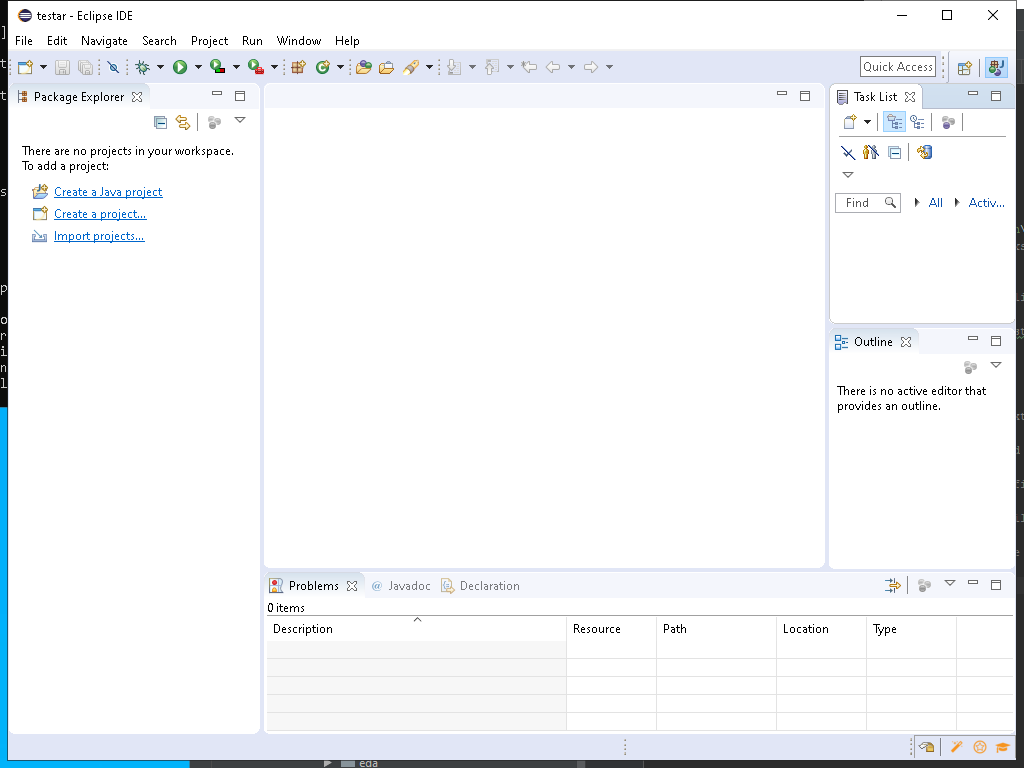 testar - Eclipse IDE
File Edit Navigate Search Project Run Window Help
Quick Access
Package Explorer
There are no projects in your workspace.
To add a project:
Create a Java project
Create a project...
Import projects...
Task List
Find All Activ...
Outline
There is no active editor that
provides an outline.
Problems @ Javadoc Declaration
0 items
Description Resource Path Location Type
eda